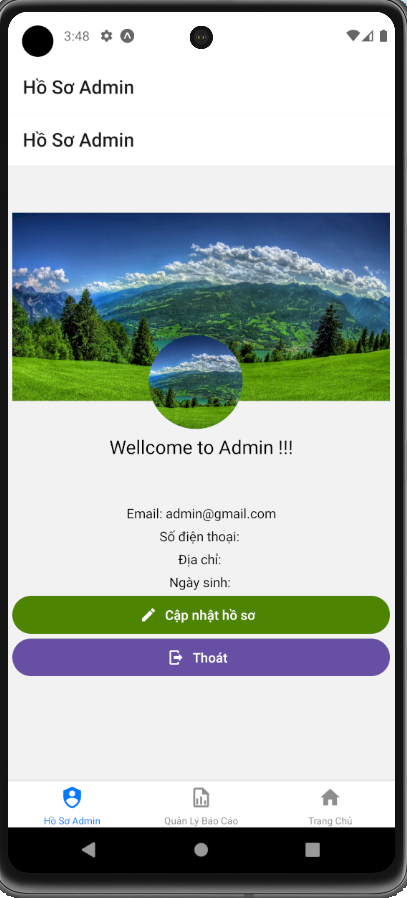 3:48
Hồ Sơ Admin
Hồ Sơ Admin
Wellcome to Admin !!!
Email: admin@gmail.com
Số điện thoại:
Địa chỉ:
Ngày sinh:
Cập nhật hồ sơ
Thoát
Hồ Sơ Admin
Quản Lý Báo Cáo
Trang Chủ